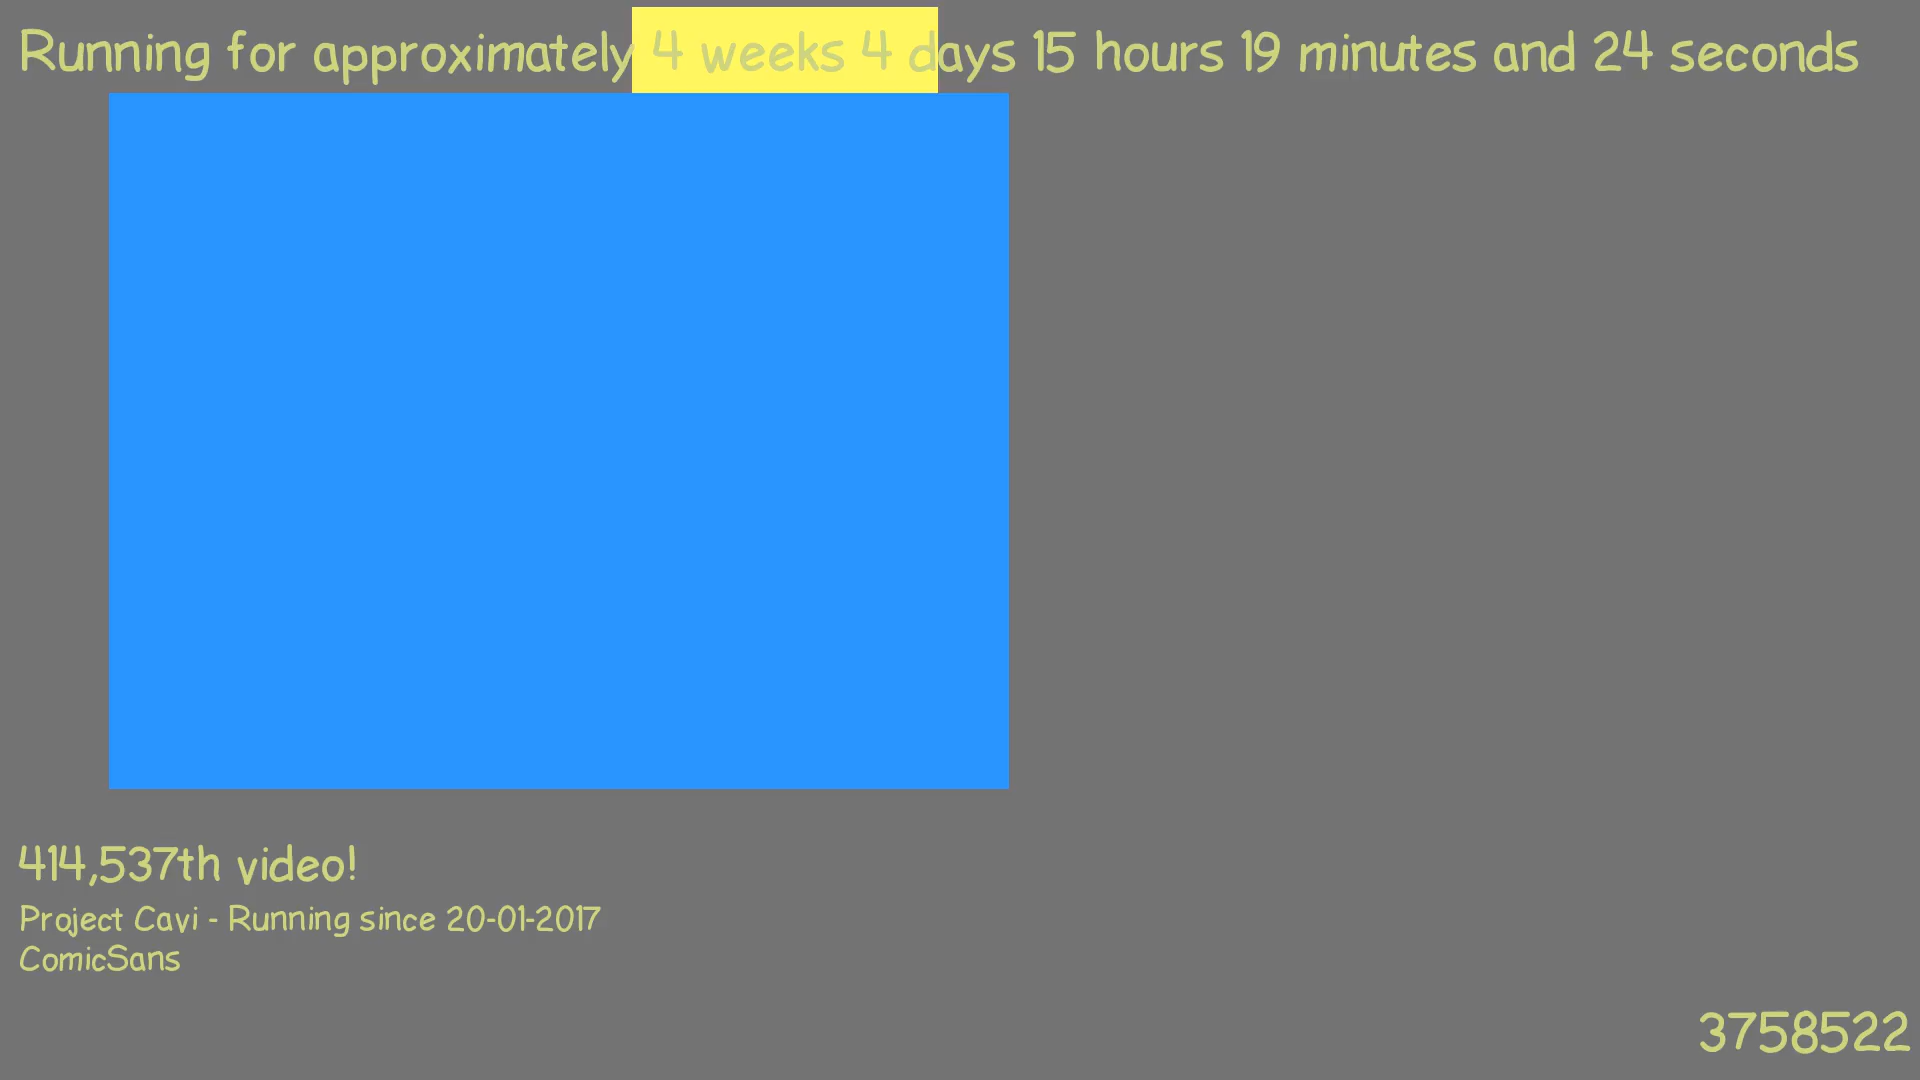 Running for approximately 4 weeks 4 days 15 hours 19 minutes and 24 seconds
414,537th video!
Project Cavi - Running since 20-01-2017
ComicSans
3758522